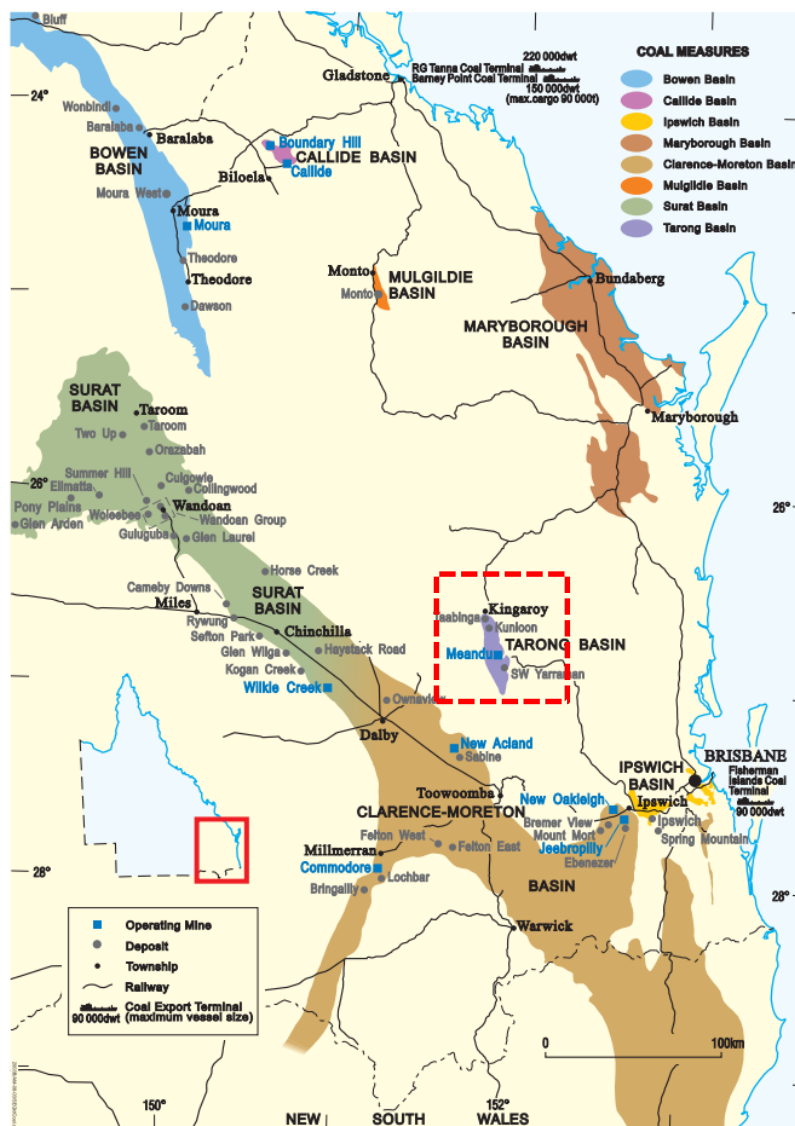 Bluff
220 000dwt
RG Tanna Coal Terminal
Gladstone
Barney Point Coal Terminal
150 000dwt
(max.cargo 90 000t)
COAL MEASURES
Bowen Basin
Callide Basin
Ipswich Basin
Maryborough Basin
Clarence-Moreton Basin
Mulgildie Basin
Surat Basin
Tarong Basin
24°
24°
Wonbindi
Baralaba
Baralaba
BOWEN
BASIN
Boundary Hill
CALLIDE BASIN
Callide
Biloela
Moura West
Moura
Moura
Theodore
Theodore
Dawson
Monto
Monto
MULGILDIE
BASIN
Bundaberg
MARYBOROUGH
BASIN
Maryborough
SURAT
BASIN
Taroom
Taroom
Two Up
Orazabah
Summer Hill
Culgowie
Elimatta
Collingwood
26°
26°
Pony Plains
Woleebee
Wandoan
Wandoan Group
Glen Arden
Guluguba
Glen Laurel
Horse Creek
Cameby Downs
SURAT
BASIN
Miles
Rywung
Sefton Park
Chinchilla
Glen Wilga
Haystack Road
Kogan Creek
Wilkie Creek
Kingaroy
Taabinga
Kunioon
Meandu
TARONG BASIN
SW Yarraman
Ownaview
Dalby
New Acland
Sabine
Toowoomba
CLARENCE-MORETON
BASIN
IPSWICH
BASIN
BRISBANE
Fisherman
Islands Coal
Terminal
90 000dwt
New Oakleigh
Ipswich
Bremer View
Ipswich
Mount Mort
Spring Mountain
Jeebropilly
Ebenezer
Felton West
Felton East
Millmerran
Commodore
Lochbar
Bringalily
28°
28°
Warwick
Operating Mine
Deposit
Township
Railway
Coal Export Terminal
90 000dwt (maximum vessel size)
0
100km
150°
152°
NEW SOUTH WALES